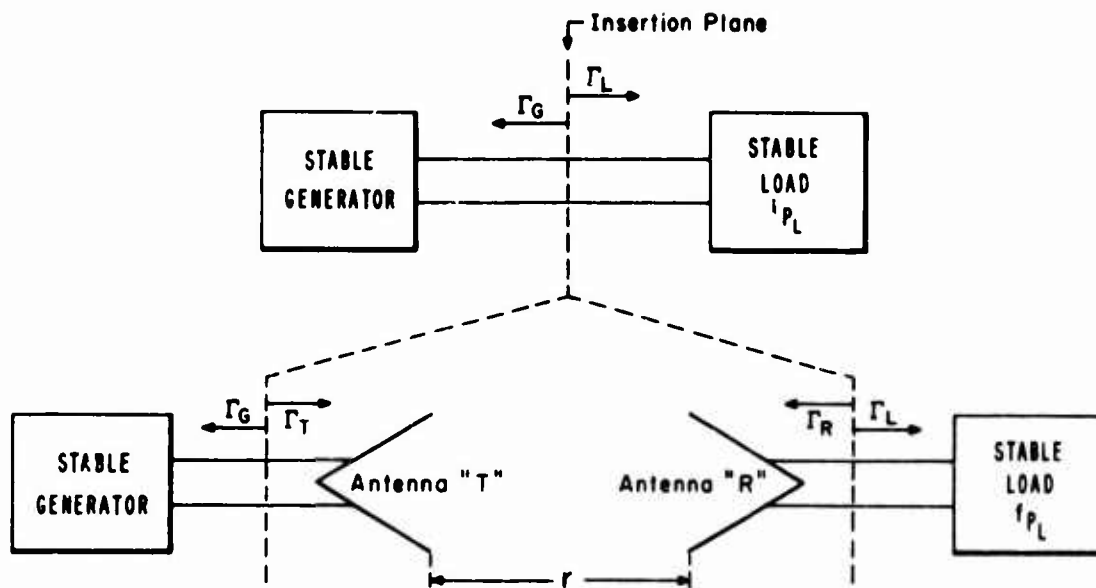 Insertion Plane
Γ_L
Γ_G
STABLE
GENERATOR
STABLE
LOAD
ⁱP_L
Γ_G
Γ_T
Γ_R
Γ_L
STABLE
GENERATOR
Antenna "T"
Antenna "R"
STABLE
LOAD
ᶠP_L
r